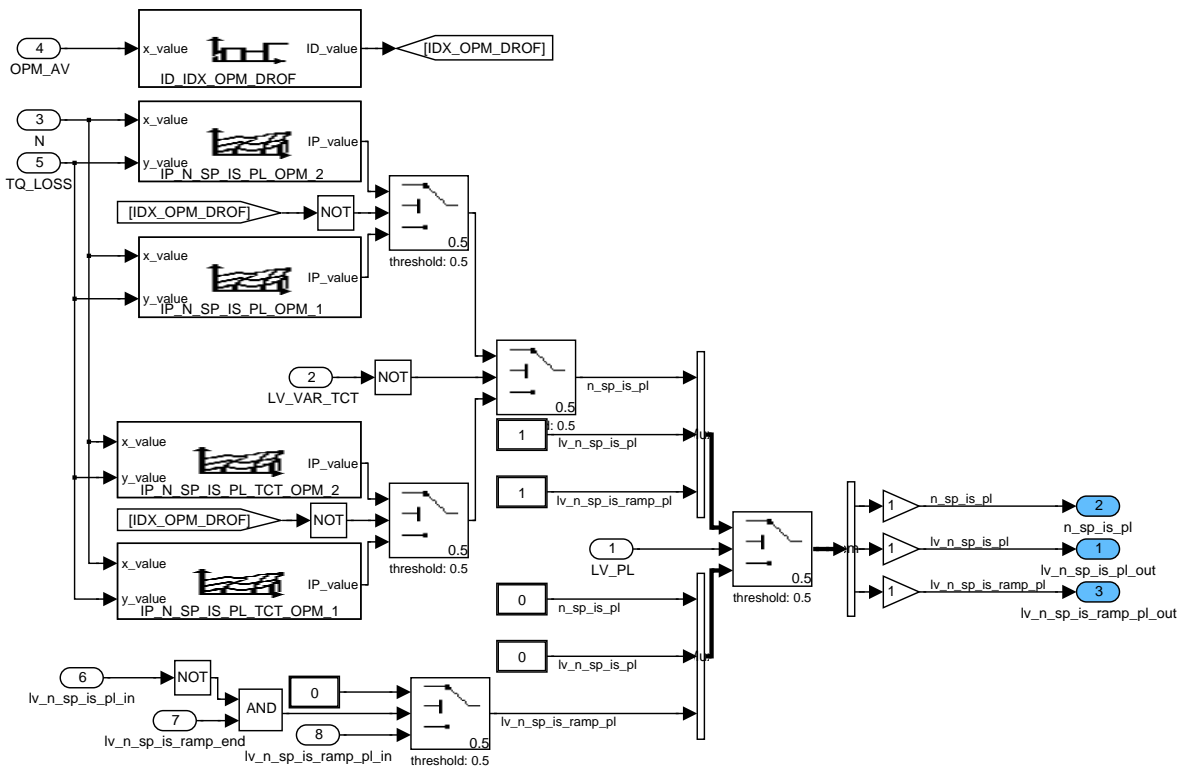 4
OPM_AV
x_value
ID_value
ID_IDX_OPM_DROF
[IDX_OPM_DROF]
3
N
5
TQ_LOSS
x_value
y_value
IP_value
IP_N_SP_IS_PL_OPM_2
[IDX_OPM_DROF]
NOT
0.5
threshold: 0.5
x_value
y_value
IP_value
IP_N_SP_IS_PL_OPM_1
2
LV_VAR_TCT
NOT
0.5
: 0.5
n_sp_is_pl
1
lv_n_sp_is_pl
1
lv_n_sp_is_ramp_pl
x_value
y_value
IP_value
IP_N_SP_IS_PL_TCT_OPM_2
[IDX_OPM_DROF]
NOT
0.5
threshold: 0.5
x_value
y_value
IP_value
IP_N_SP_IS_PL_TCT_OPM_1
1
LV_PL
0.5
threshold: 0.5
1
n_sp_is_pl
2
n_sp_is_pl
1
lv_n_sp_is_pl
1
lv_n_sp_is_pl_out
1
lv_n_sp_is_ramp_pl
3
lv_n_sp_is_ramp_pl_out
0
n_sp_is_pl
0
lv_n_sp_is_pl
6
lv_n_sp_is_pl_in
NOT
7
lv_n_sp_is_ramp_end
AND
0
8
lv_n_sp_is_ramp_pl_in
0.5
threshold: 0.5
lv_n_sp_is_ramp_pl